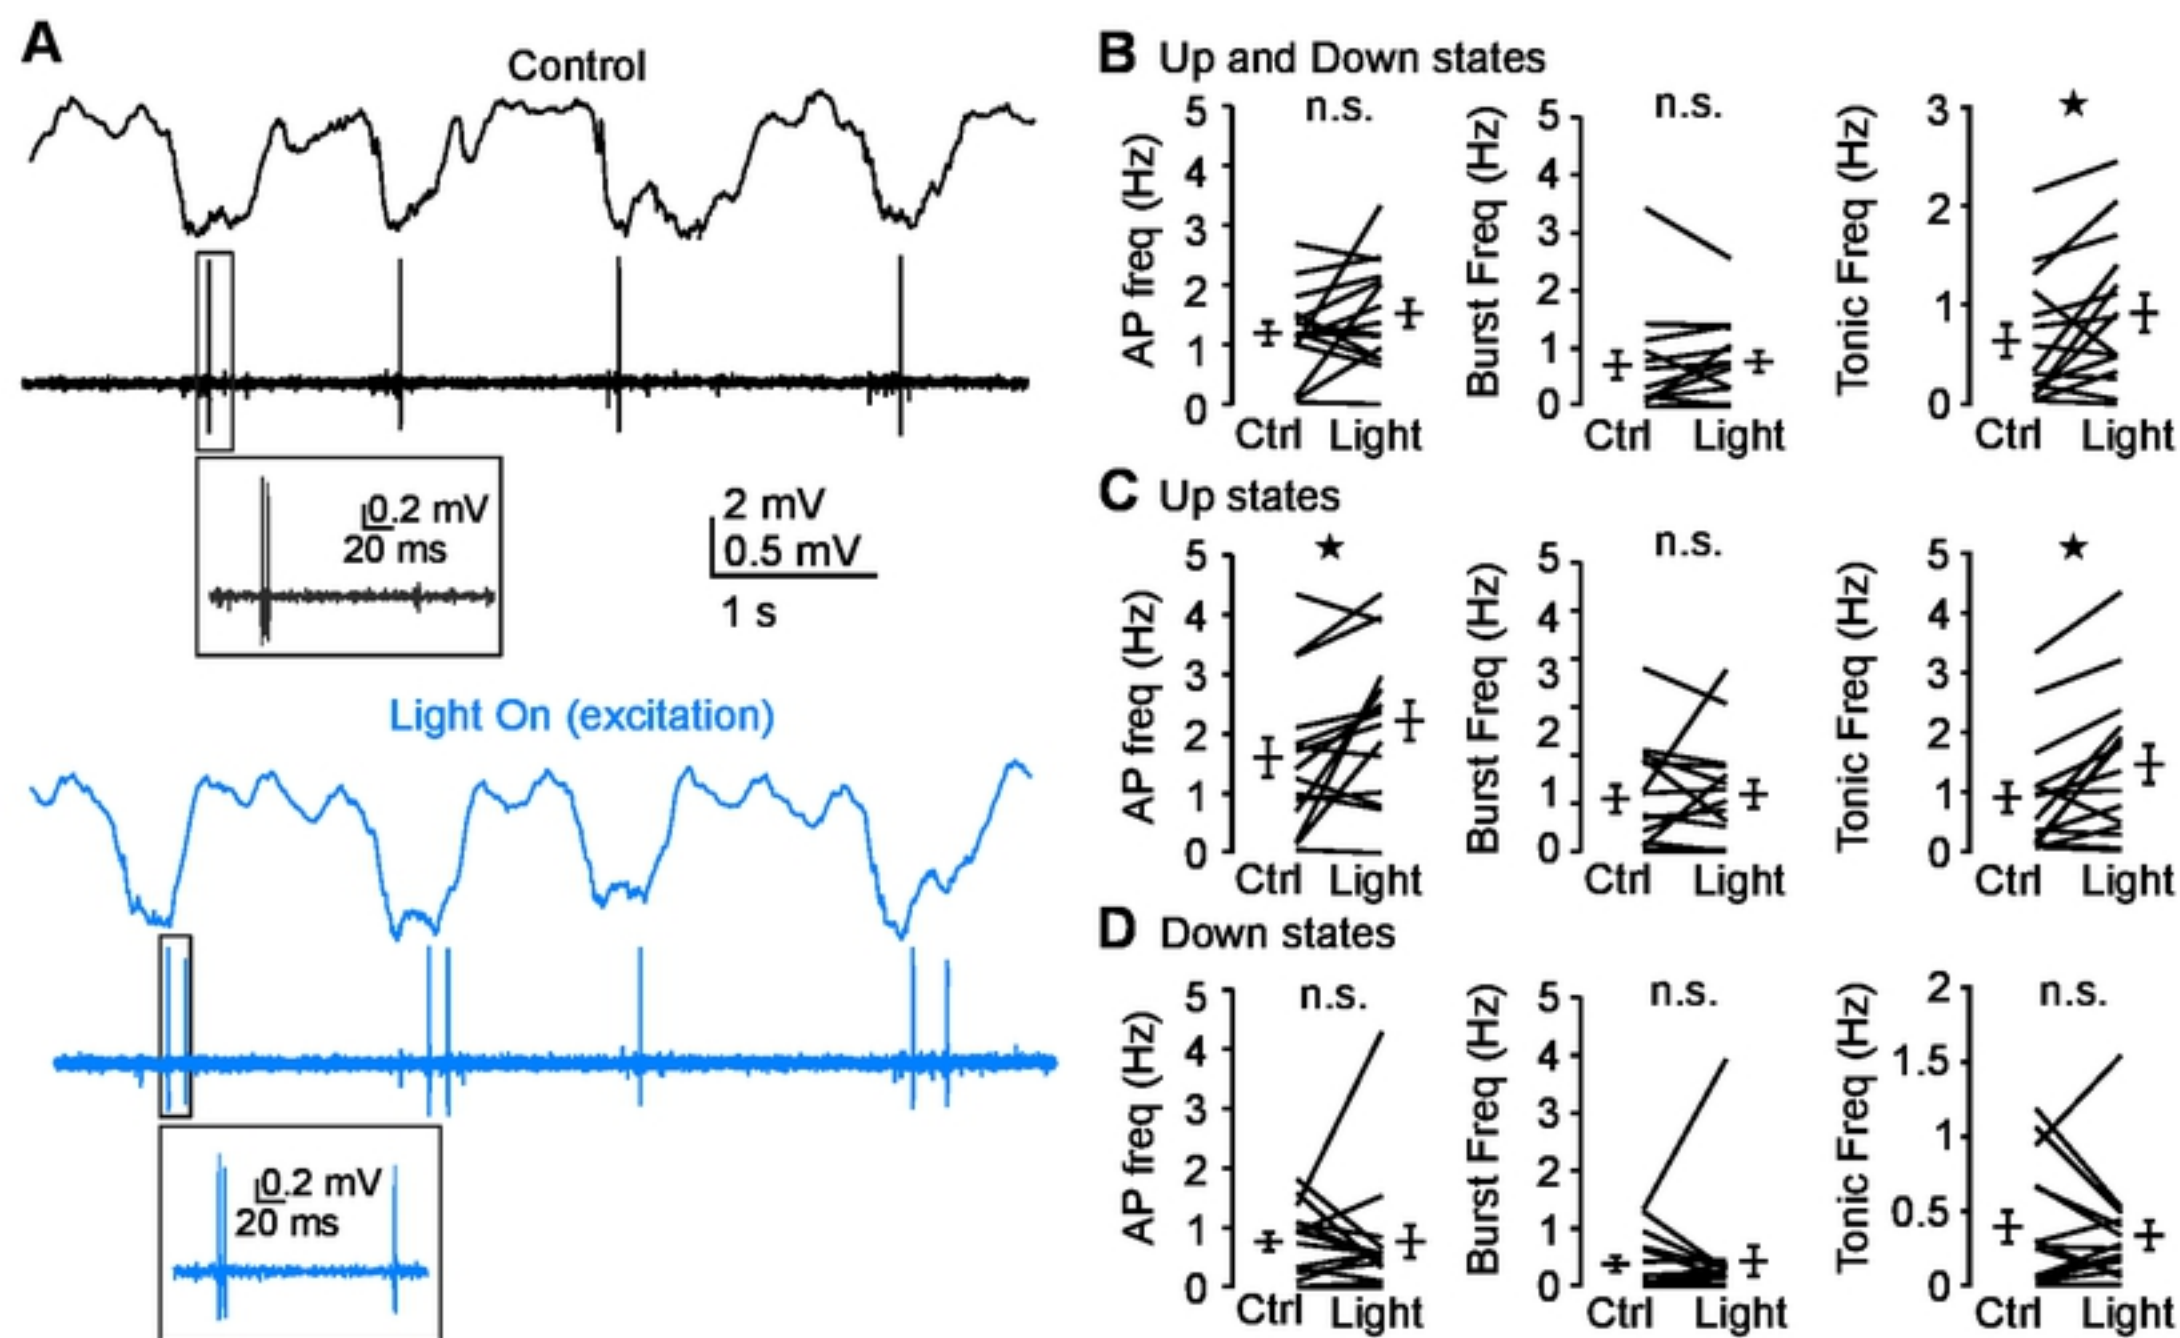 A
Control
0.2 mV
20 ms
2 mV
0.5 mV
1 s
Light On (excitation)
0.2 mV
20 ms
B Up and Down states
AP freq (Hz)
5
4
3
2
1
0
n.s.
Ctrl Light
Burst Freq (Hz)
5
4
3
2
1
0
n.s.
Ctrl Light
Tonic Freq (Hz)
3
2
1
0
★
Ctrl Light
C Up states
AP freq (Hz)
5
4
3
2
1
0
★
Ctrl Light
Burst Freq (Hz)
5
4
3
2
1
0
n.s.
Ctrl Light
Tonic Freq (Hz)
5
4
3
2
1
0
★
Ctrl Light
D Down states
AP freq (Hz)
5
4
3
2
1
0
n.s.
Ctrl Light
Burst Freq (Hz)
5
4
3
2
1
0
n.s.
Ctrl Light
Tonic Freq (Hz)
2
1.5
1
0.5
0
n.s.
Ctrl Light